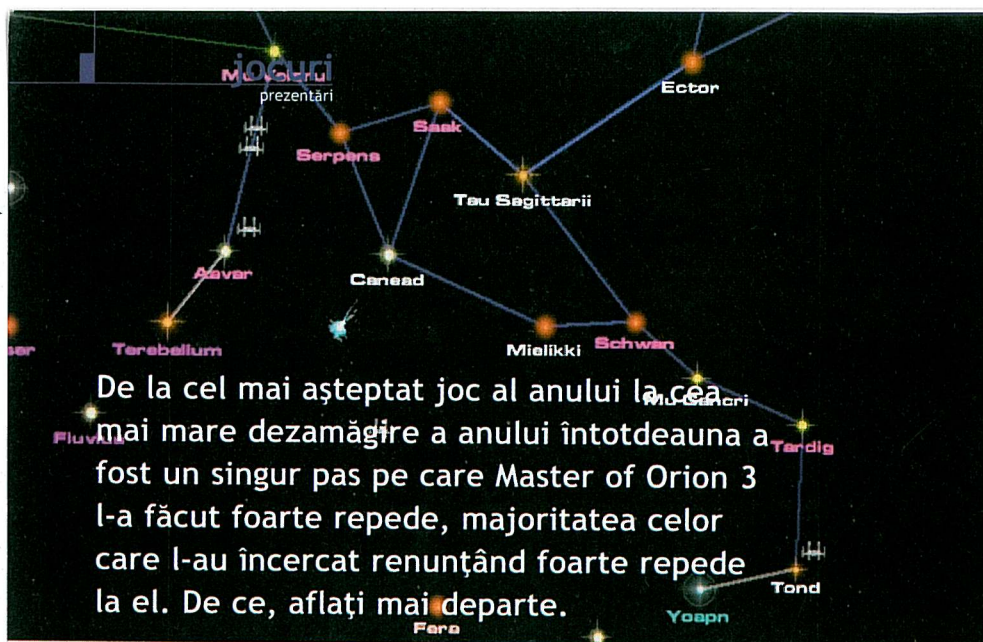 jocuri
prezentări
Ector
Saak
Serpens
Tau Sagittarii
Aavar
Canead
Terebellum
Mielikki
Schwan
De la cel mai așteptat joc al anului la cea
mai mare dezamăgire a anului întotdeauna a
Tardig
fost un singur pas pe care Master of Orion 3
l-a făcut foarte repede, majoritatea celor
care l-au încercat renunţând foarte repede
la el. De ce, aflaţi mai departe.
Tond
Yoapn
Fera